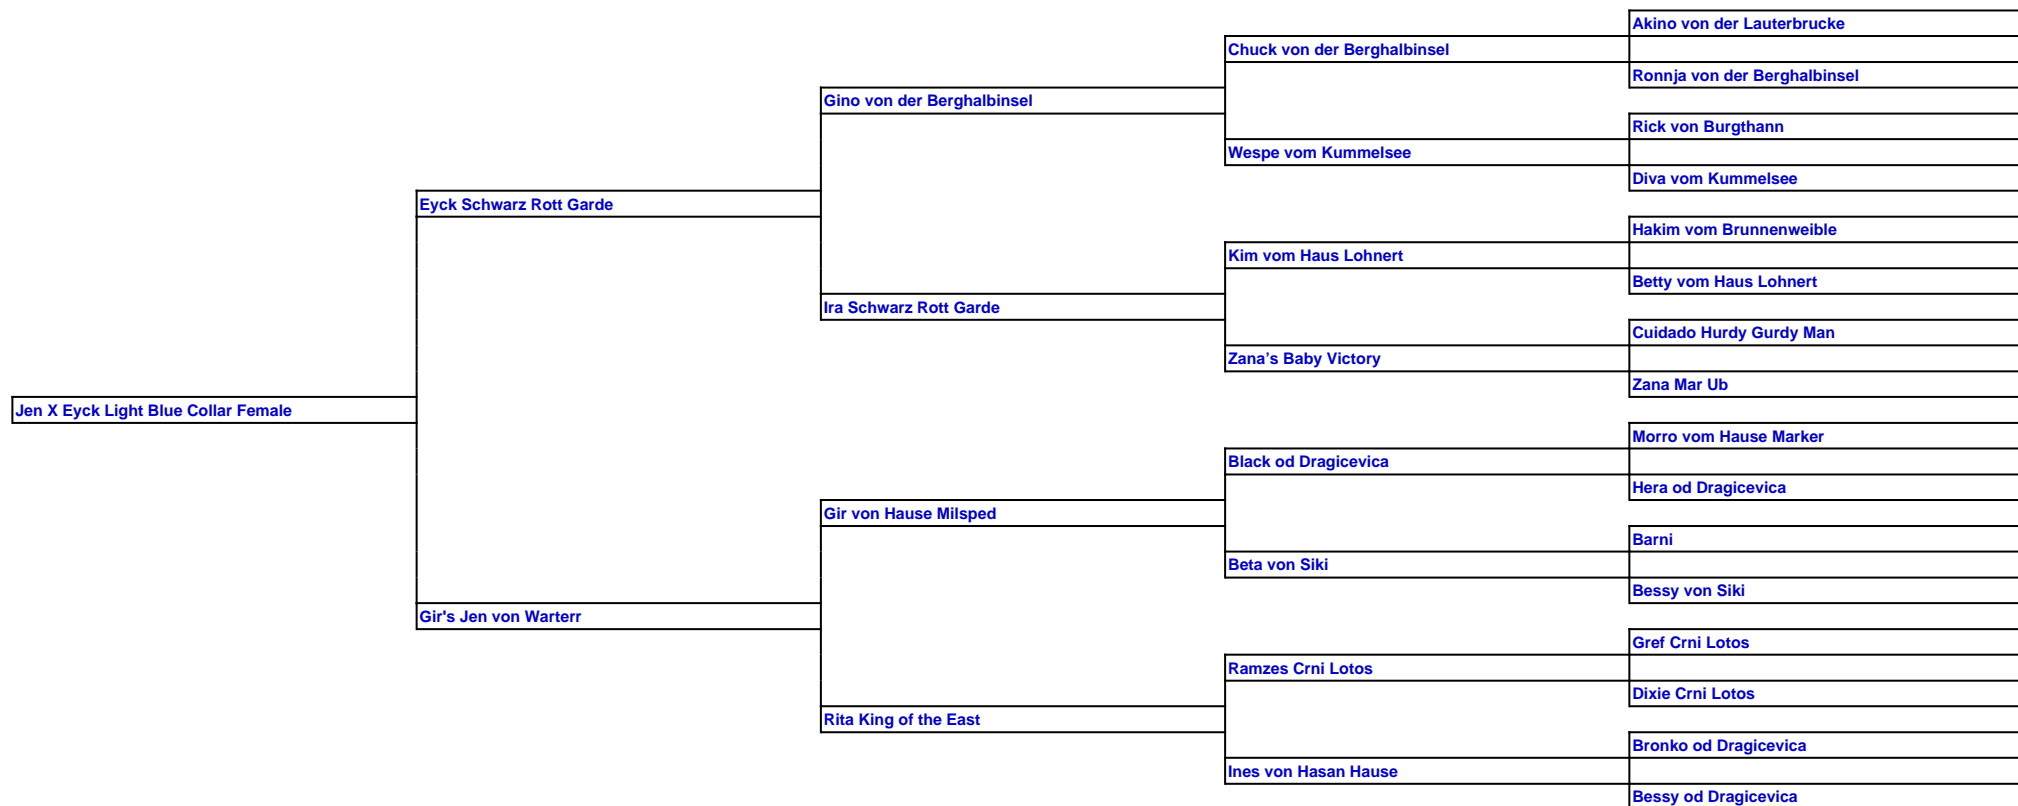 Akino von der Lauterbrucke
Chuck von der Berghalbinsel
Ronnja von der Berghalbinsel
Gino von der Berghalbinsel
Rick von Burgthann
Wespe vom Kummelsee
Diva vom Kummelsee
Eyck Schwarz Rott Garde
Hakim vom Brunnenweible
Kim vom Haus Lohnert
Betty vom Haus Lohnert
Ira Schwarz Rott Garde
Cuidado Hurdy Gurdy Man
Zana’s Baby Victory
Zana Mar Ub
Jen X Eyck Light Blue Collar Female
Morro vom Hause Marker
Black od Dragicevica
Hera od Dragicevica
Gir von Hause Milsped
Barni
Beta von Siki
Bessy von Siki
Gir's Jen von Warterr
Gref Crni Lotos
Ramzes Crni Lotos
Dixie Crni Lotos
Rita King of the East
Bronko od Dragicevica
Ines von Hasan Hause
Bessy od Dragicevica